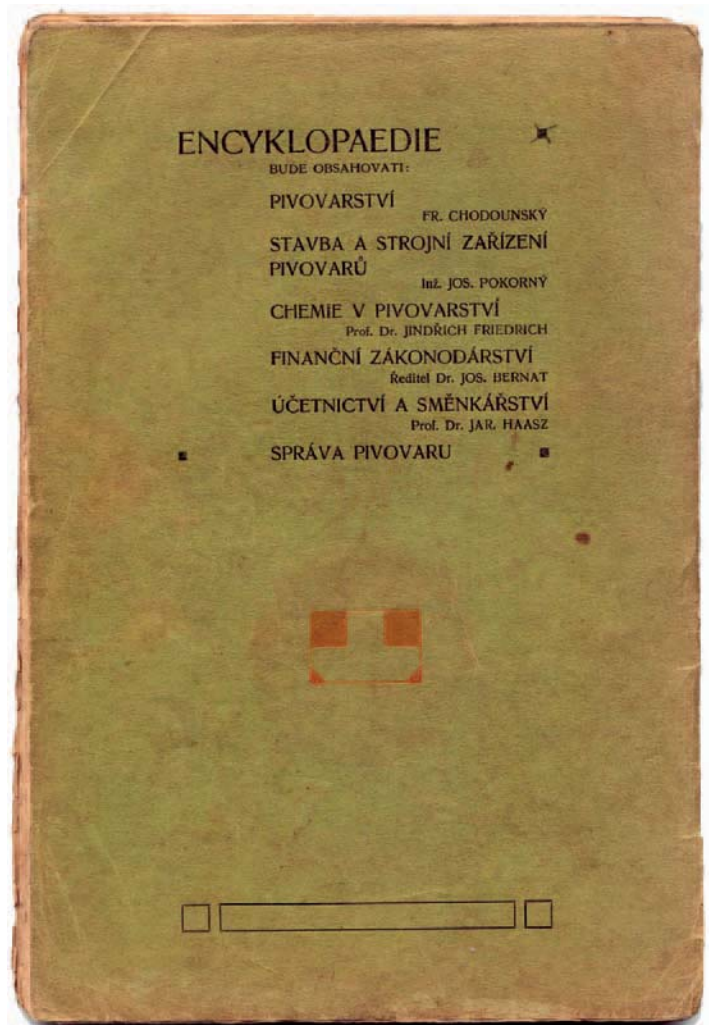 ENCYKLOPAEDIE
BUDE OBSAHOVATI:
PIVOVARSTVÍ
FR. CHODOUNSKÝ
STAVBA A STROJNÍ ZAŘÍZENÍ
PIVOVARŮ
Inž. JOS. POKORNÝ
CHEMIE V PIVOVARSTVÍ
Prof. Dr. JINDŘICH FRIEDRICH
FINANČNÍ ZÁKONODÁRSTVÍ
Ředitel Dr. JOS. BERNAT
ÚČETNICTVÍ A SMĚNKÁŘSTVÍ
Prof. Dr. JAR. HAASZ
SPRÁVA PIVOVARU